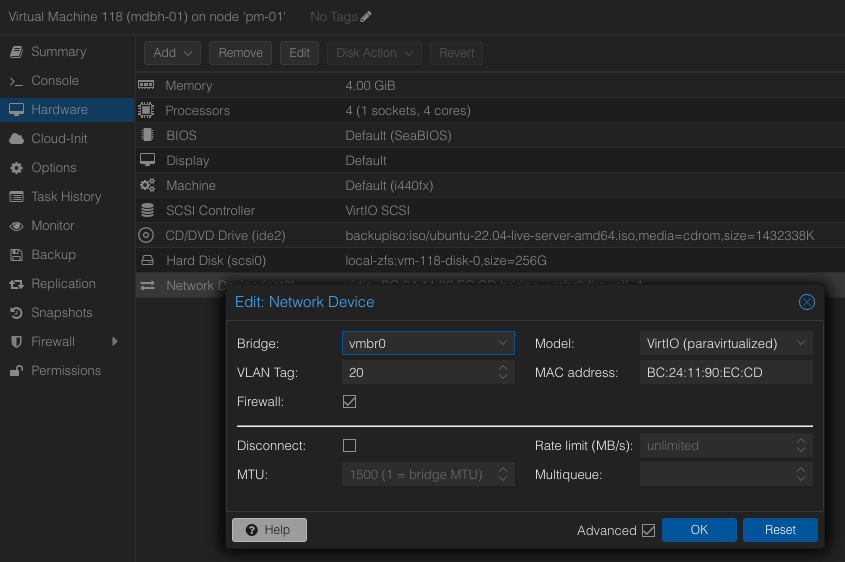 Virtual Machine 118 (mdbh-01) on node 'pm-01' No Tags
Summary
Console
Hardware
Cloud-Init
Options
Task History
Monitor
Backup
Replication
Snapshots
Firewall
Permissions
Add Remove Edit Disk Action Revert
Memory 4.00 GiB
Processors 4 (1 sockets, 4 cores)
BIOS Default (SeaBIOS)
Display Default
Machine Default (i440fx)
SCSI Controller VirtIO SCSI
CD/DVD Drive (ide2) backupiso:iso/ubuntu-22.04-live-server-amd64.iso,media=cdrom,size=1432338K
Hard Disk (scsi0) local-zfs:vm-118-disk-0,size=256G
Network
Edit: Network Device
Bridge: vmbr0 Model: VirtIO (paravirtualized)
VLAN Tag: 20 MAC address: BC:24:11:90:EC:CD
Firewall:
Disconnect: Rate limit (MB/s): unlimited
MTU: 1500 (1 = bridge MTU) Multiqueue:
Help Advanced OK Reset